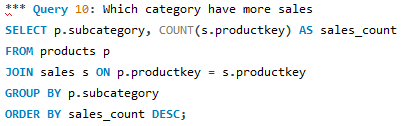 *** Query 10: Which category have more sales
SELECT p.subcategory, COUNT(s.productkey) AS sales_count
FROM products p
JOIN sales s ON p.productkey = s.productkey
GROUP BY p.subcategory
ORDER BY sales_count DESC;